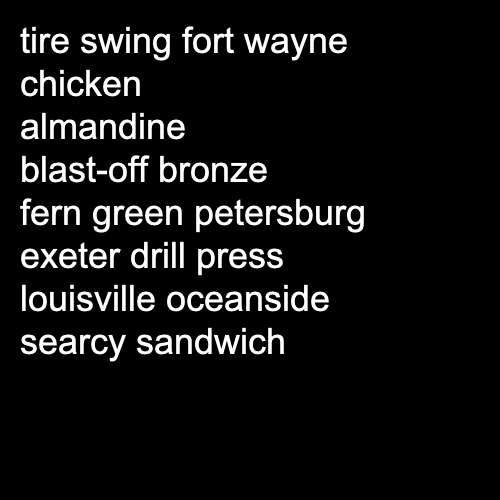 tire swing fort wayne
chicken
almandine
blast-off bronze
fern green petersburg
exeter drill press
louisville oceanside
searcy sandwich